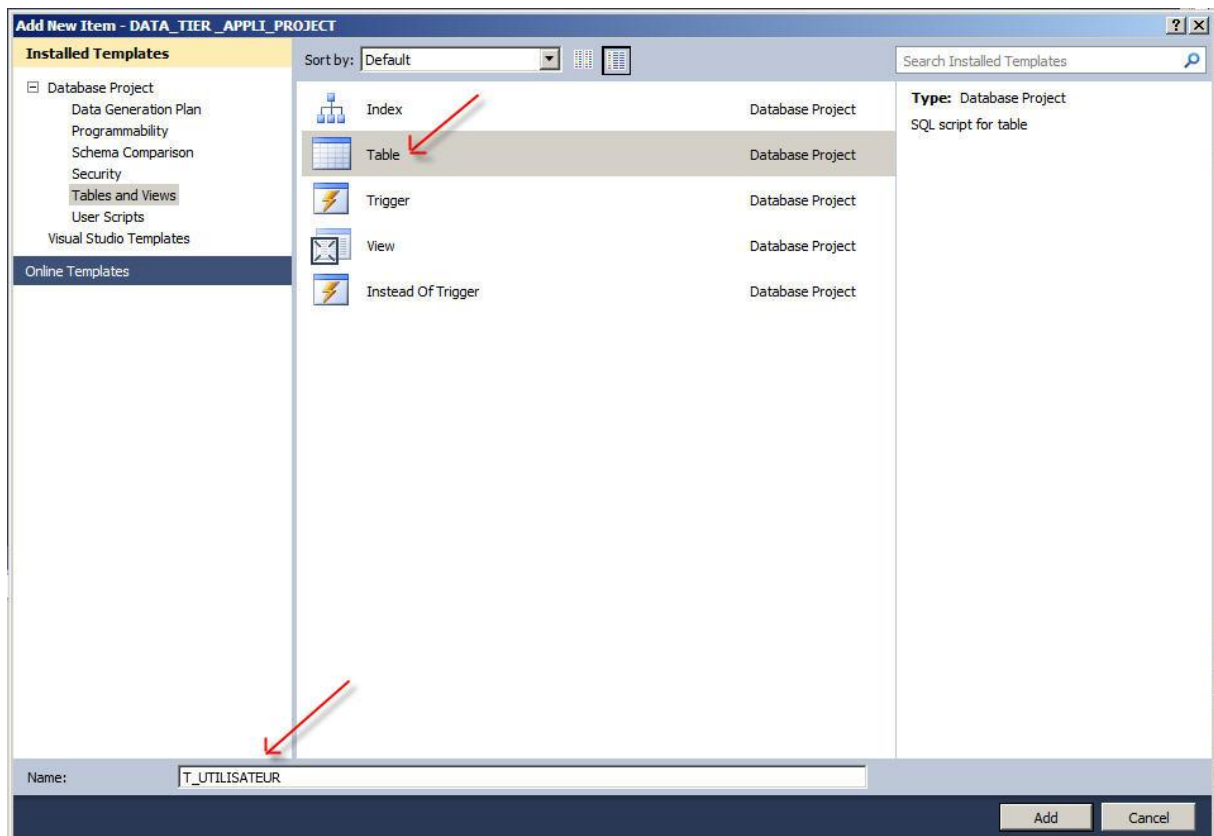 Add New Item - DATA_TIER _APPLI_PROJECT
Installed Templates
Database Project
Data Generation Plan
Programmability
Schema Comparison
Security
Tables and Views
User Scripts
Visual Studio Templates
Online Templates
Sort by: Default
Index Database Project
Table Database Project
Trigger Database Project
View Database Project
Instead Of Trigger Database Project
Search Installed Templates
Type: Database Project
SQL script for table
Name: T_UTILISATEUR
Add Cancel